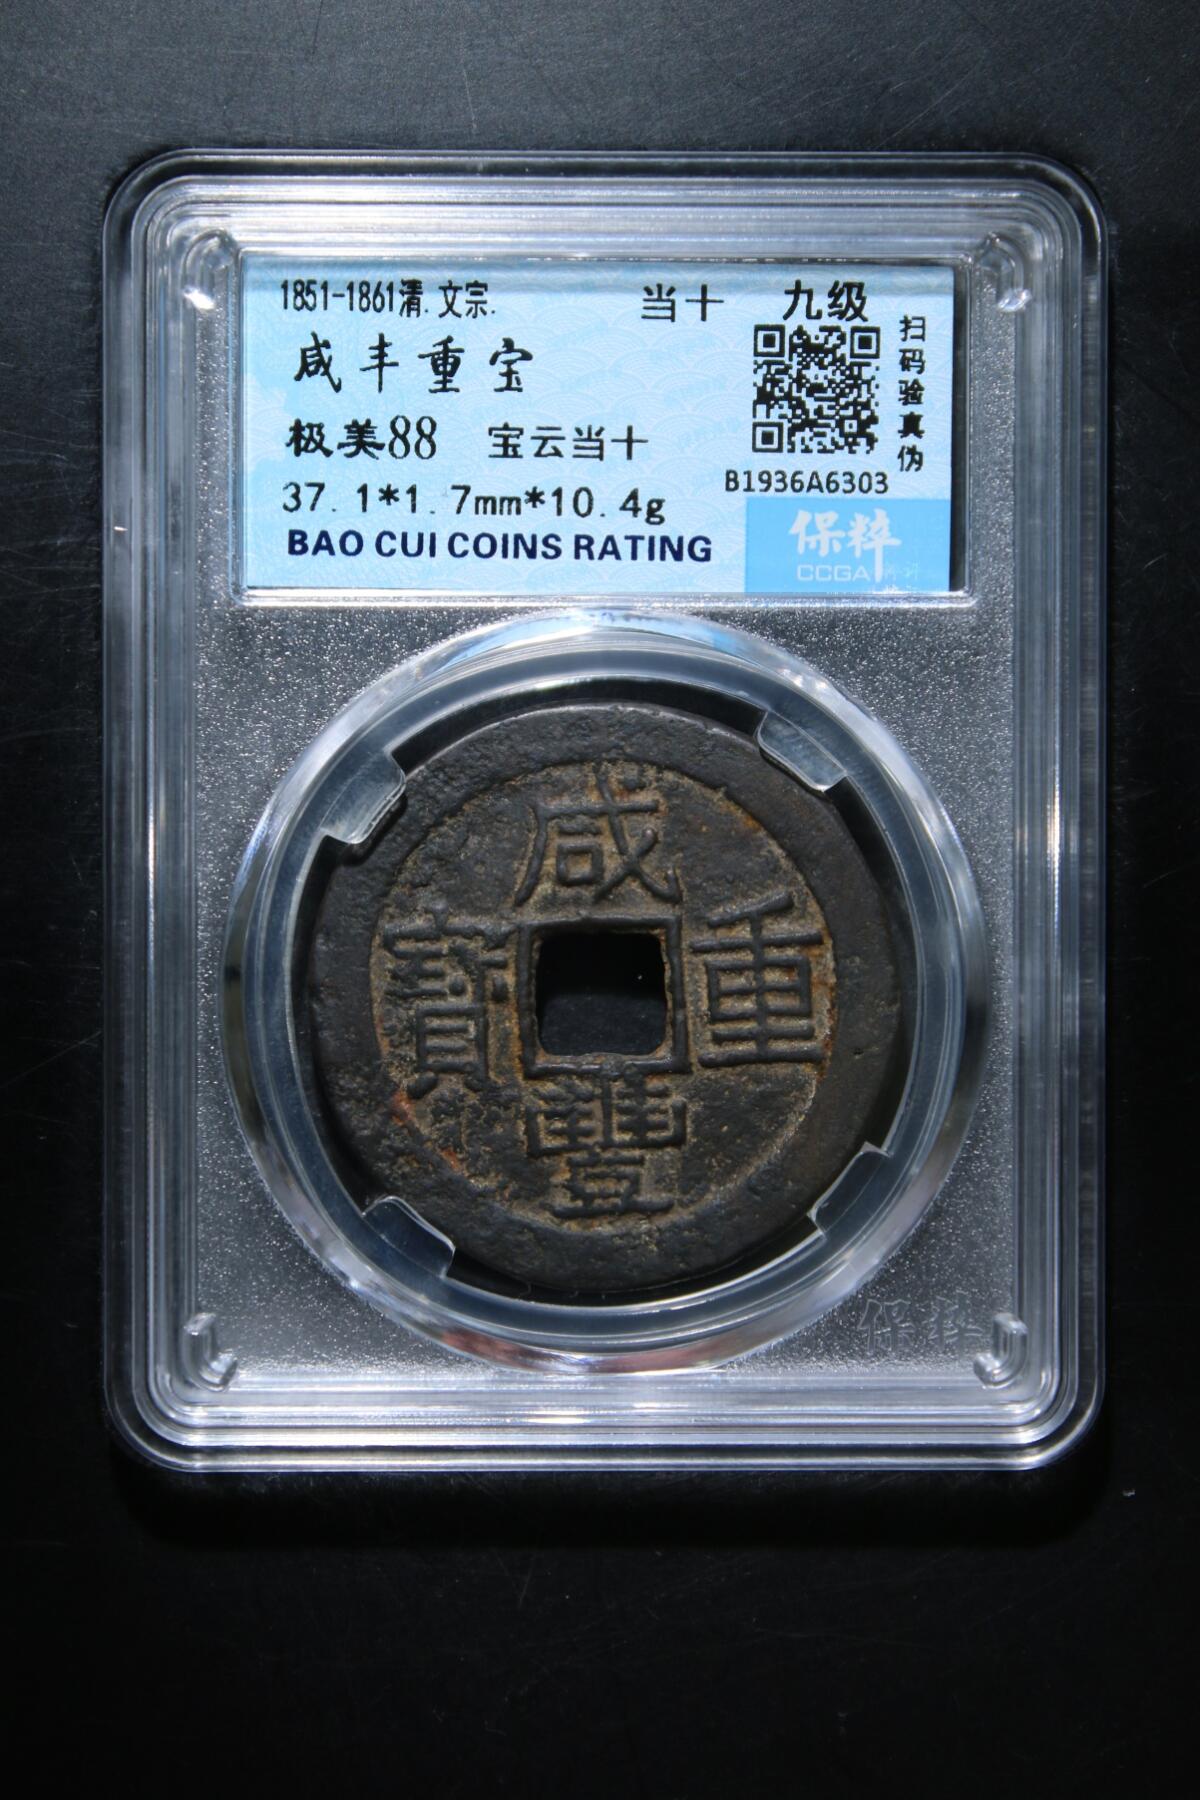 1851-1861清.文宗. 当十 九级
咸丰重宝
极美88 宝云当十
扫码验真伪
37.1*1.7mm*10.4g
B1936A6303
BAO CUI COINS RATING
保粹
CCGA
咸
寶 重
豐
保粹